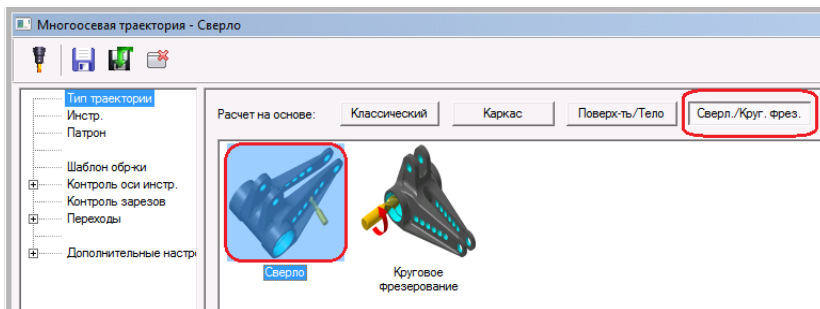 Многоосевая траектория - Сверло
Тип траектории
Инстр.
Патрон
Шаблон обр-ки
Контроль оси инстр.
Контроль зарезов
Переходы
Дополнительные настро
Расчет на основе:
Классический
Каркас
Поверх-ть/Тело
Сверл./Круг. фрез.
Сверло
Круговое
фрезерование